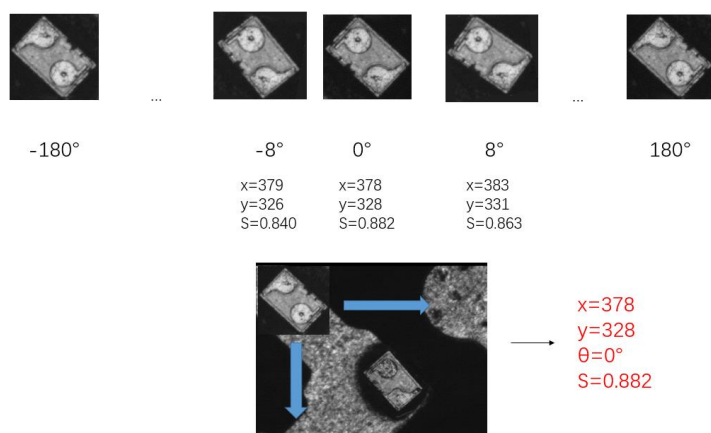 ... ...
-180° -8° 0° 8° 180°
x=379 x=378 x=383
y=326 y=328 y=331
S=0.840 S=0.882 S=0.863
x=378
y=328
θ=0°
S=0.882